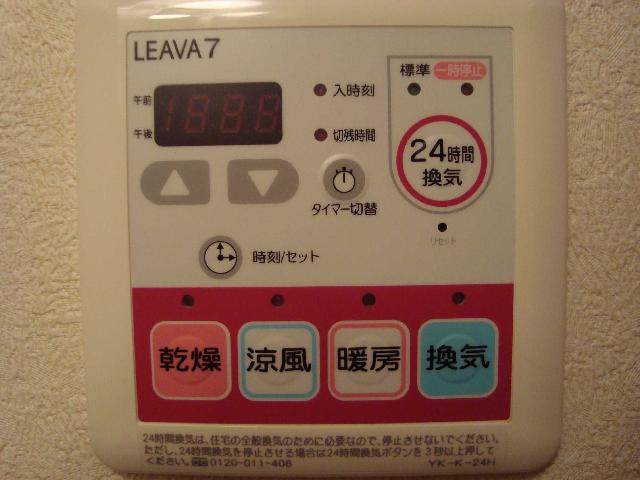 LEAVA7
標準 一時停止
午前
午後
入時刻
切残時間
24時間
換気
タイマー切替
リセット
時刻/セット
乾燥 涼風 暖房 換気
24時間換気は、住宅の全般換気のために必要なので、停止させないでください。
ただし、24時間換気を停止させる場合は24時間換気ボタンを3秒以上押して
ください。 0120-011-408
YK-K-24H